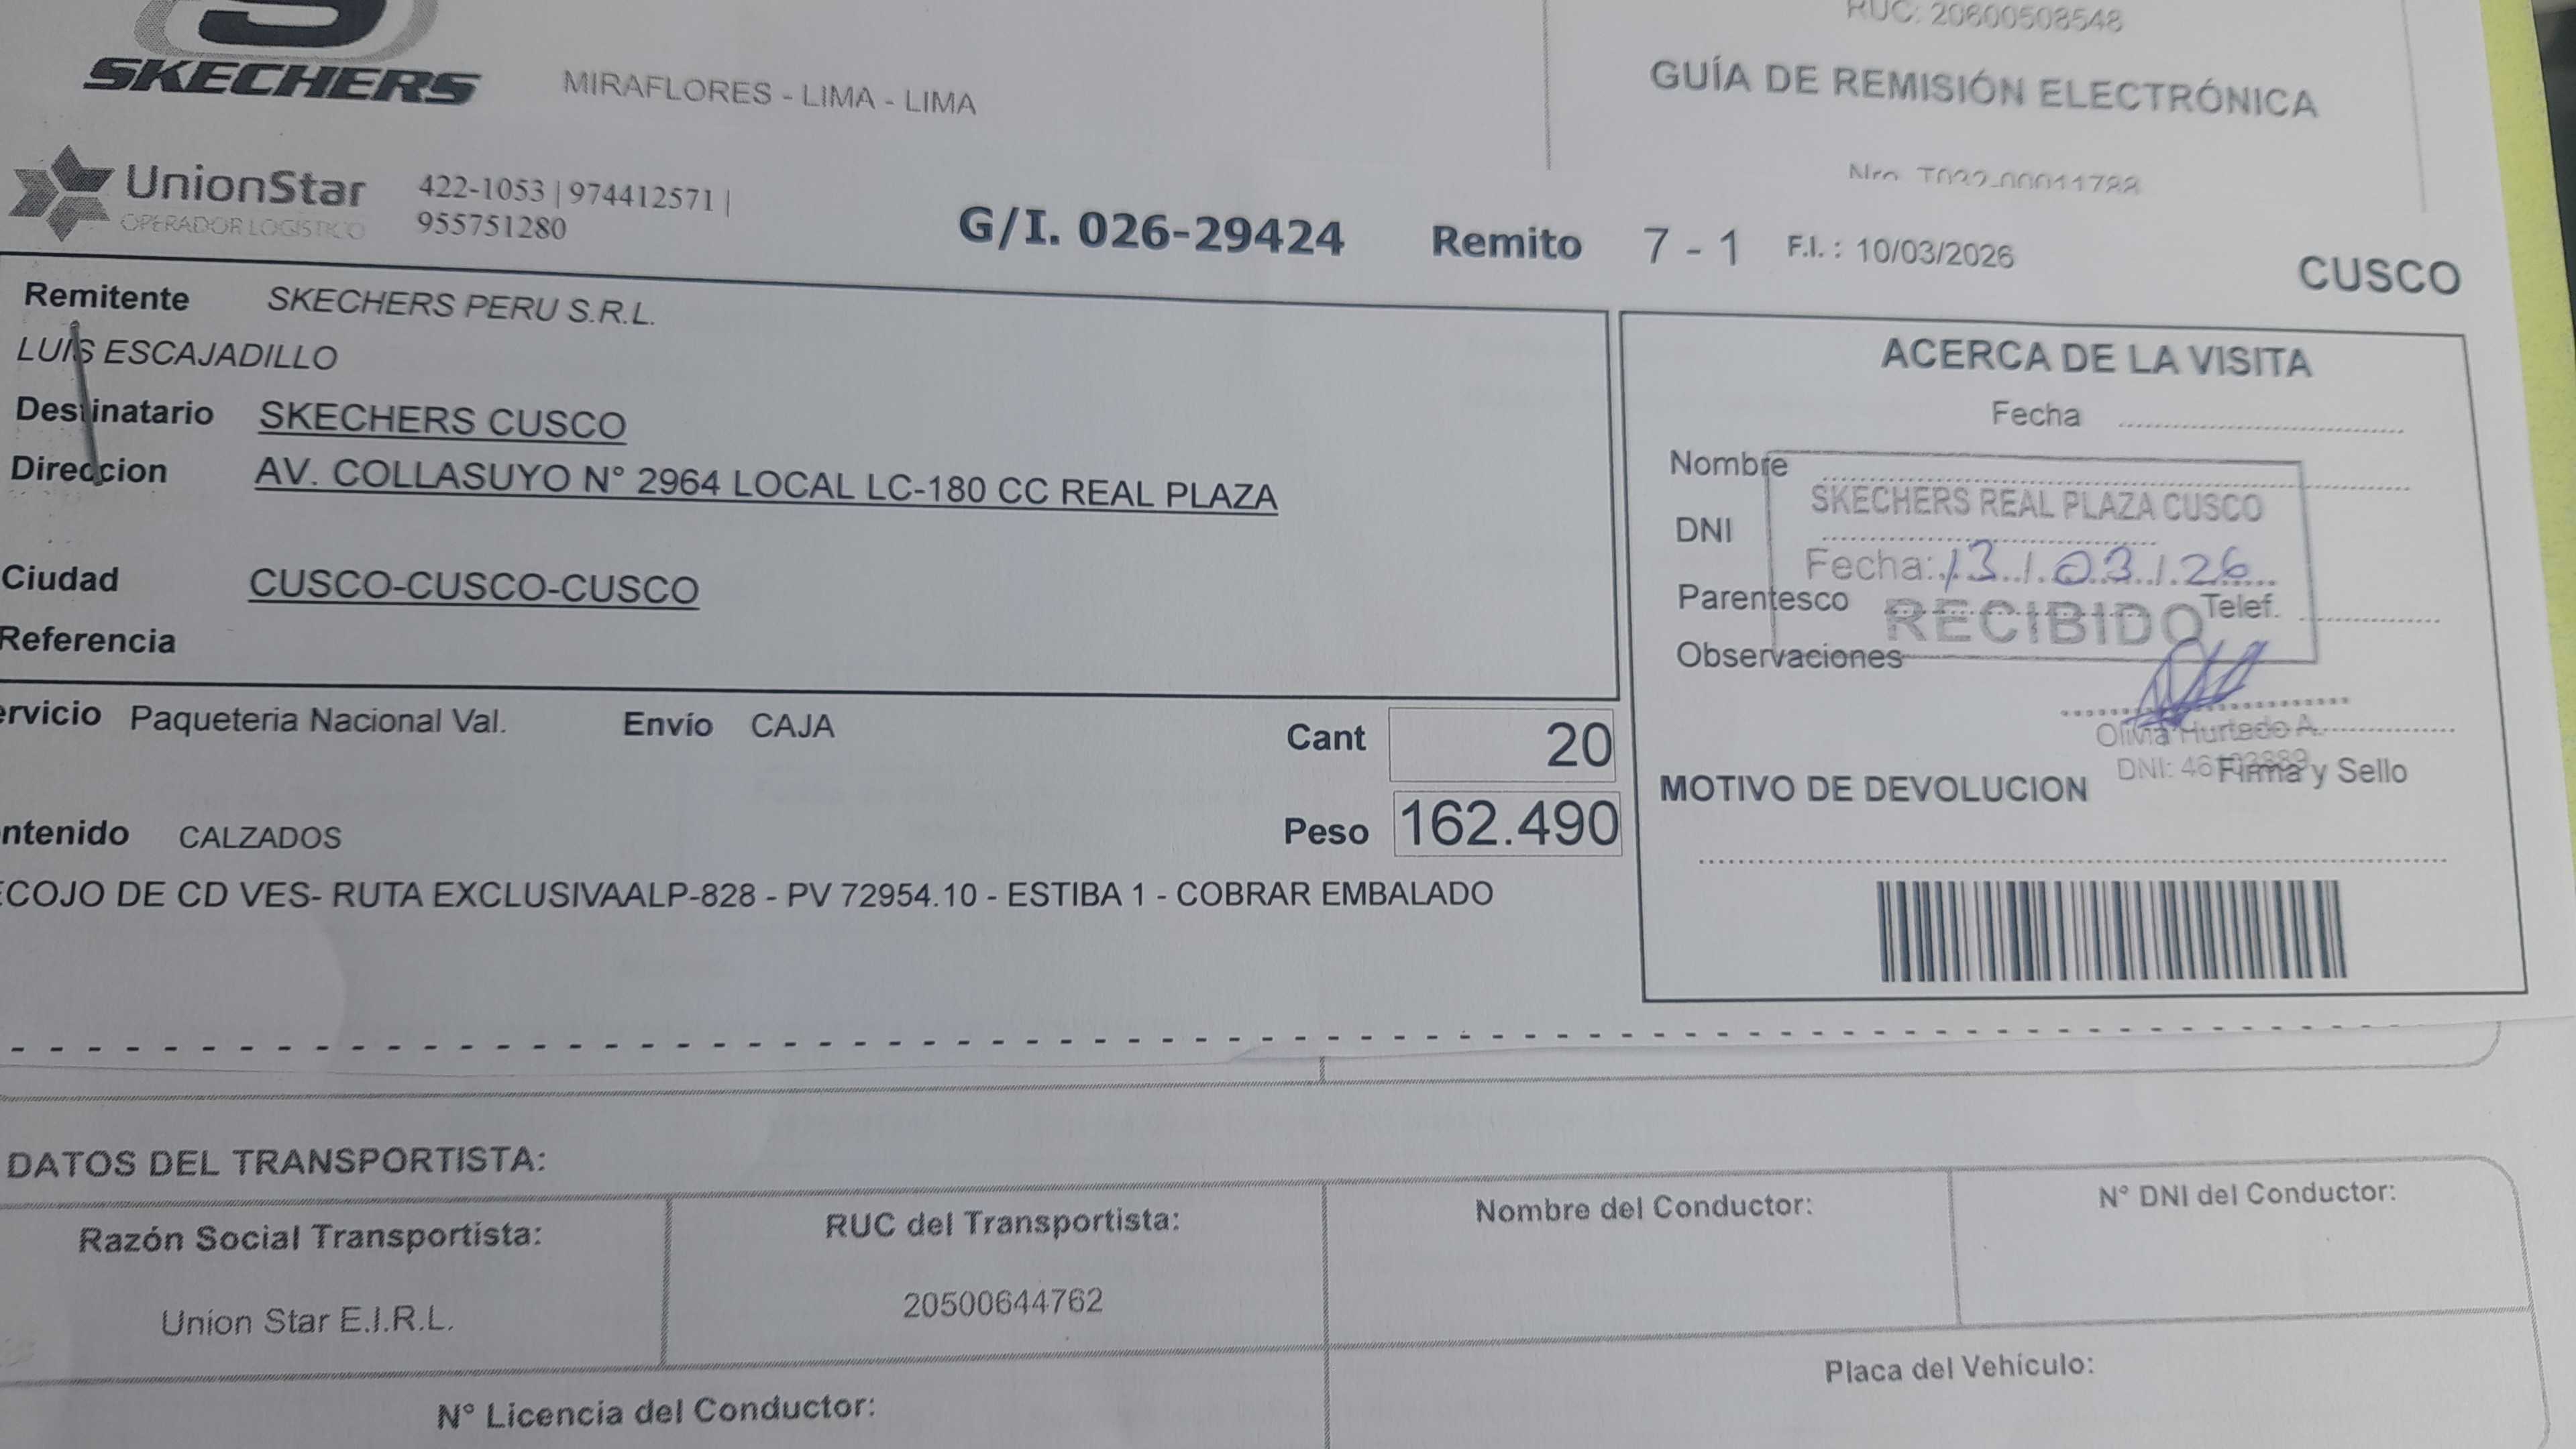 SKECHERS
MIRAFLORES - LIMA - LIMA
RUC: 20600508548
GUÍA DE REMISIÓN ELECTRÓNICA
UnionStar
OPERADOR LOGÍSTICO
422-1053 | 974412571 |
955751280
G/I. 026-29424 Remito 7 - 1 F.I. : 10/03/2026
CUSCO
Remitente SKECHERS PERU S.R.L.
LUIS ESCAJADILLO
Destinatario SKECHERS CUSCO
Direccion AV. COLLASUYO N° 2964 LOCAL LC-180 CC REAL PLAZA
Ciudad CUSCO-CUSCO-CUSCO
Referencia
ACERCA DE LA VISITA
Fecha
Nombre
SKECHERS REAL PLAZA CUSCO
DNI
Fecha: 13/03/26
Parentesco
RECIBIDO
Telef.
Observaciones
Olivia Hurtado A.
DNI:
Firma y Sello
MOTIVO DE DEVOLUCION
ervicio Paqueteria Nacional Val. Envío CAJA Cant 20
Peso 162.490
ntenido CALZADOS
ECOJO DE CD VES- RUTA EXCLUSIVAALP-828 - PV 72954.10 - ESTIBA 1 - COBRAR EMBALADO
DATOS DEL TRANSPORTISTA:
Razón Social Transportista:
Union Star E.I.R.L.
RUC del Transportista:
20500644762
Nombre del Conductor:
N° DNI del Conductor:
N° Licencia del Conductor:
Placa del Vehículo: